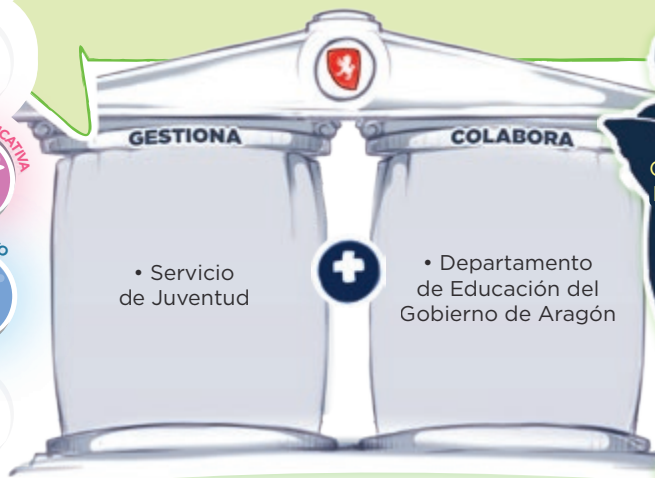 GESTIONA
COLABORA
• Servicio
de Juventud
• Departamento
de Educación del
Gobierno de Aragón